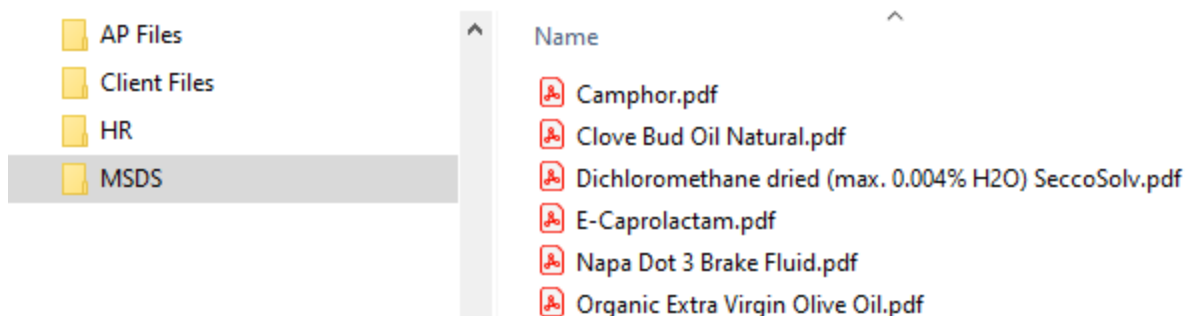 AP Files
Client Files
HR
MSDS
Name
Camphor.pdf
Clove Bud Oil Natural.pdf
Dichloromethane dried (max. 0.004% H2O) SeccoSolv.pdf
E-Caprolactam.pdf
Napa Dot 3 Brake Fluid.pdf
Organic Extra Virgin Olive Oil.pdf